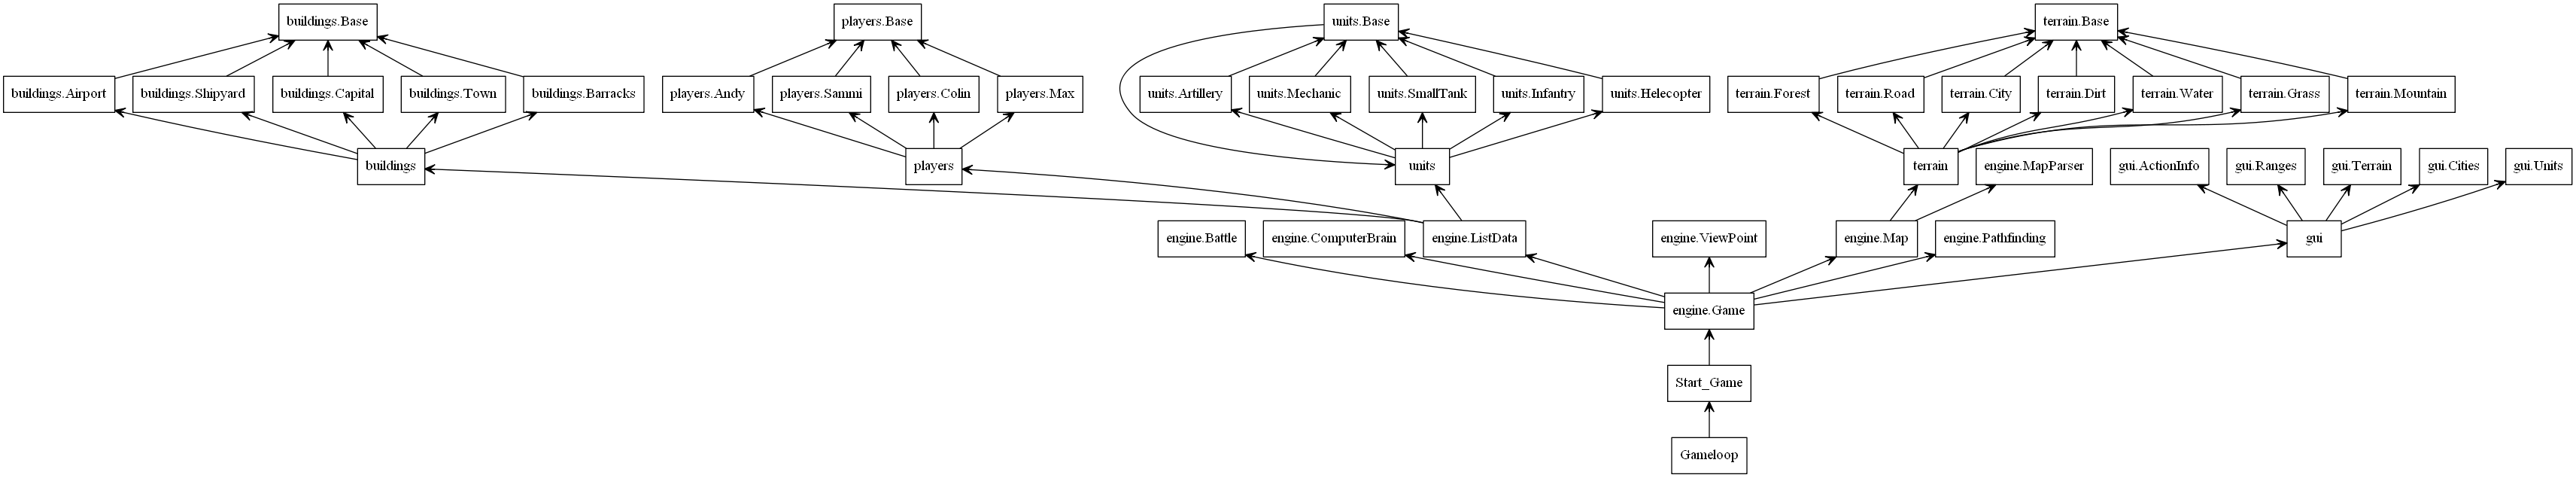 buildings.Base
players.Base
units.Base
terrain.Base
buildings.Airport
buildings.Shipyard
buildings.Capital
buildings.Town
buildings.Barracks
players.Andy
players.Sammi
players.Colin
players.Max
units.Artillery
units.Mechanic
units.SmallTank
units.Infantry
units.Helecopter
terrain.Forest
terrain.Road
terrain.City
terrain.Dirt
terrain.Water
terrain.Grass
terrain.Mountain
buildings
players
units
terrain
engine.MapParser
gui.ActionInfo
gui.Ranges
gui.Terrain
gui.Cities
gui.Units
engine.Battle
engine.ComputerBrain
engine.ListData
engine.ViewPoint
engine.Map
engine.Pathfinding
gui
engine.Game
Start_Game
Gameloop